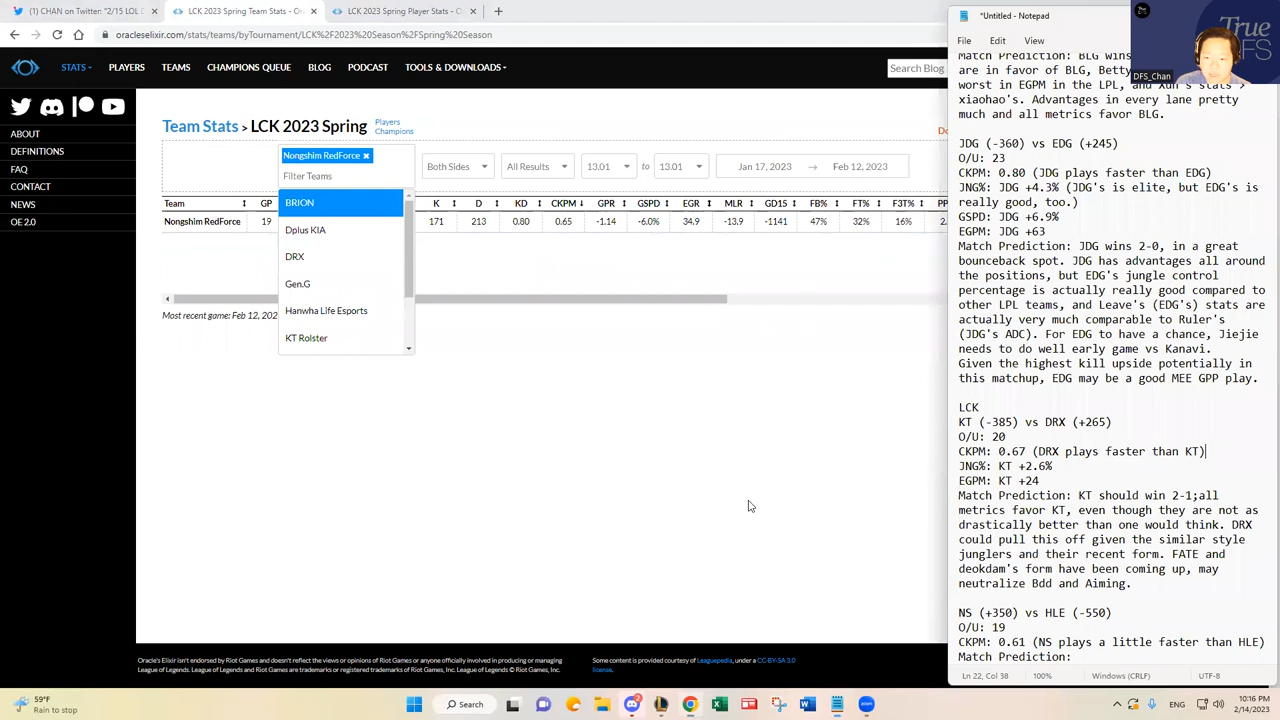 (1) CHAN on Twitter: "2/15 LOL D
LCK 2023 Spring Team Stats - Or
LCK 2023 Spring Player Stats - O
oracleselixir.com/stats/teams/byTournament/LCK%2F2023%20Season%2FSpring%20Season
STATS
PLAYERS
TEAMS
CHAMPIONS QUEUE
BLOG
PODCAST
TOOLS & DOWNLOADS
Search Blog
ABOUT
DEFINITIONS
FAQ
CONTACT
NEWS
OE 2.0
Team Stats > LCK 2023 Spring
Players
Champions
Do
Nongshim RedForce
Filter Teams
Both Sides
All Results
13.01
to
13.01
Jan 17, 2023 → Feb 12, 2023
BRION
Dplus KIA
DRX
Gen.G
Hanwha Life Esports
KT Rolster
Team GP K D KD CKPM GPR GSPD EGR MLR GD15 FB% FT% F3T% PP
Nongshim RedForce 19 171 213 0.80 0.65 -1.14 -6.0% 34.9 -13.9 -1141 47% 32% 16% 2.
Most recent game: Feb 12, 202
Oracle's Elixir isn't endorsed by Riot Games and doesn't reflect the views or opinions of Riot Games or anyone officially involved in producing or managing
League of Legends. League of Legends and Riot Games are trademarks or registered trademarks of Riot Games, Inc. League of Legends © Riot Games, Inc.
Some content is provided courtesy of Leaguepedia, under a CC-BY-SA 3.0
license.
*Untitled - Notepad
File
Edit
View
True
FS
DFS_Chan
Match Prediction: BLG wins
are in favor of BLG, Betty
worst in EGPM in the LPL, and Xun's stats >
xiaohao's. Advantages in every lane pretty
much and all metrics favor BLG.
JDG (-360) vs EDG (+245)
O/U: 23
CKPM: 0.80 (JDG plays faster than EDG)
JNG%: JDG +4.3% (JDG's is elite, but EDG's is
really good, too.)
GSPD: JDG +6.9%
EGPM: JDG +63
Match Prediction: JDG wins 2-0, in a great
bounceback spot. JDG has advantages all around
the positions, but EDG's jungle control
percentage is actually really good compared to
other LPL teams, and Leave's (EDG's) stats are
actually very much comparable to Ruler's
(JDG's ADC). For EDG to have a chance, Jiejie
needs to do well early game vs Kanavi.
Given the highest kill upside potentially in
this matchup, EDG may be a good MEE GPP play.
LCK
KT (-385) vs DRX (+265)
O/U: 20
CKPM: 0.67 (DRX plays faster than KT)
JNG%: KT +2.6%
EGPM: KT +24
Match Prediction: KT should win 2-1;all
metrics favor KT, even though they are not as
drastically better than one would think. DRX
could pull this off given the similar style
junglers and their recent form. FATE and
deokdam's form have been coming up, may
neutralize Bdd and Aiming.
NS (+350) vs HLE (-550)
O/U: 19
CKPM: 0.65 (NS plays a little faster than HLE)
Match Prediction:
Ln 22, Col 38
100%
Windows (CRLF)
UTF-8
59°F
Rain to stop
Search
2
zoom
10:16 PM
2/14/2023